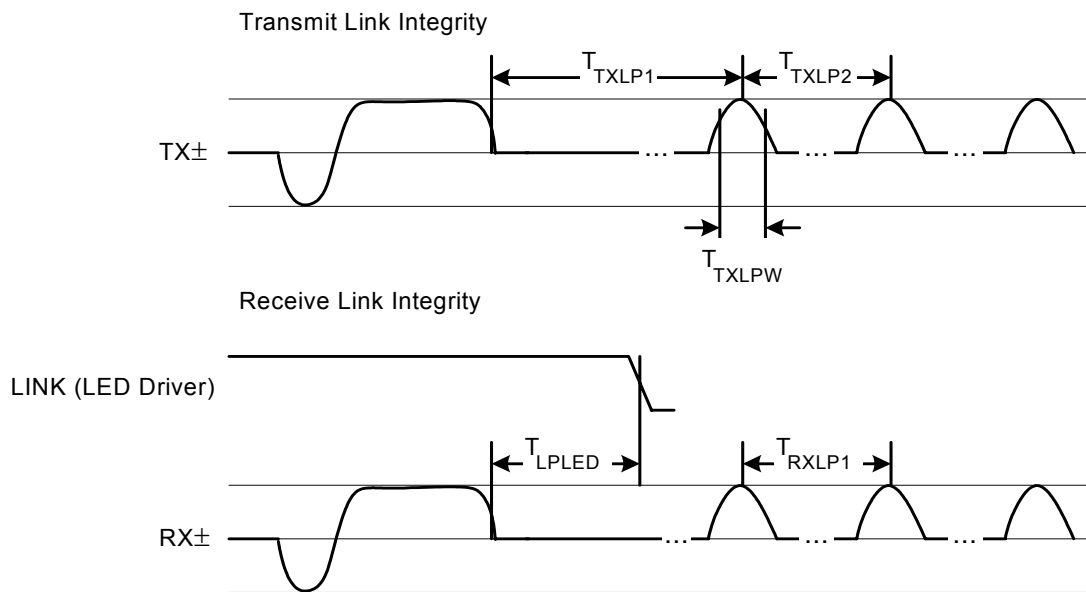 Transmit Link Integrity
TTXLP1
TTXLP2
TX±
... ... ...
TTXLPW
Receive Link Integrity
LINK (LED Driver)
TLPLED
TRXLP1
RX±
... ... ...